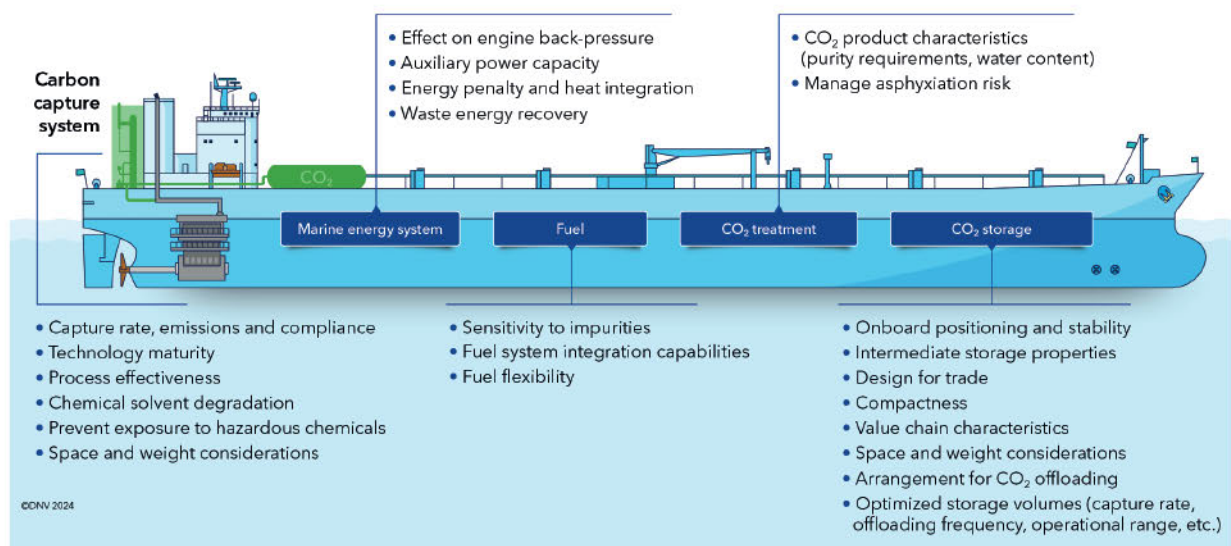 • Effect on engine back-pressure
• Auxiliary power capacity
• Energy penalty and heat integration
• Waste energy recovery
• CO₂ product characteristics
(purity requirements, water content)
• Manage asphyxiation risk
Carbon
capture
system
CO₂
Marine energy system
Fuel
CO₂ treatment
CO₂ storage
• Capture rate, emissions and compliance
• Technology maturity
• Process effectiveness
• Chemical solvent degradation
• Prevent exposure to hazardous chemicals
• Space and weight considerations
• Sensitivity to impurities
• Fuel system integration capabilities
• Fuel flexibility
• Onboard positioning and stability
• Intermediate storage properties
• Design for trade
• Compactness
• Value chain characteristics
• Space and weight considerations
• Arrangement for CO₂ offloading
• Optimized storage volumes (capture rate,
offloading frequency, operational range, etc.)
©DNV 2024